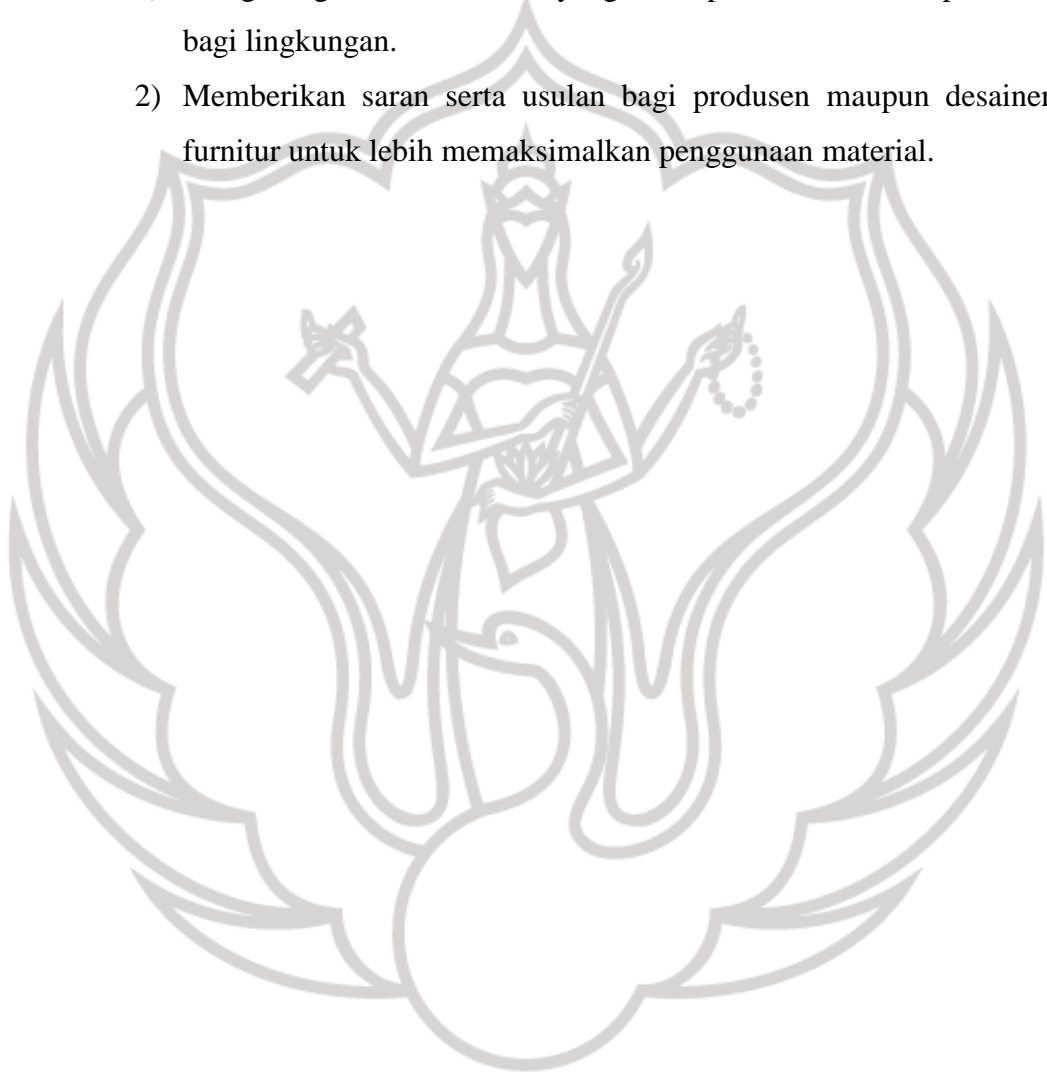 bagi lingkungan.
2) Memberikan saran serta usulan bagi produsen maupun desainer
furnitur untuk lebih memaksimalkan penggunaan material.